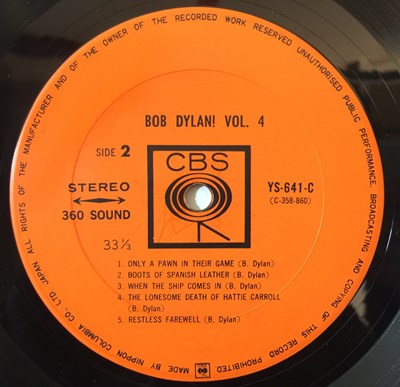 ALL RIGHTS OF THE MANUFACTURER AND OF THE OWNER OF THE RECORDED WORK RESERVED UNAUTHORISED PUBLIC PERFORMANCE, BROADCASTING AND COPYING OF THIS RECORD PROHIBITED MADE BY NIPPON COLUMBIA CO. LTD. JAPAN
BOB DYLAN! VOL. 4
SIDE 2
CBS
STEREO
360 SOUND
YS-641-C
(C-35B-860)
33⅓
1. ONLY A PAWN IN THEIR GAME (B. Dylan)
2. BOOTS OF SPANISH LEATHER (B. Dylan)
3. WHEN THE SHIP COMES IN (B. Dylan)
4. THE LONESOME DEATH OF HATTIE CARROLL
(B. Dylan)
5. RESTLESS FAREWELL (B. Dylan)